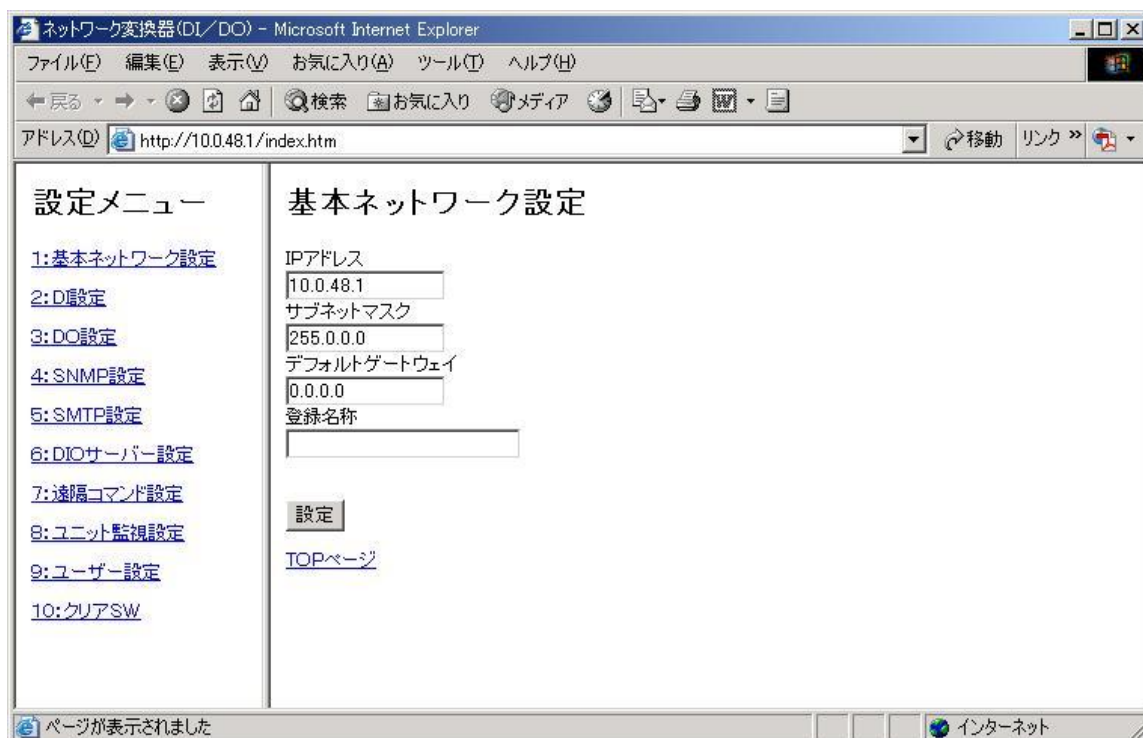 ネットワーク変換器(DI／DO) - Microsoft Internet Explorer
ファイル(F) 編集(E) 表示(V) お気に入り(A) ツール(T) ヘルプ(H)
戻る 検索 お気に入り メディア
アドレス(D) http://10.0.48.1/index.htm 移動 リンク »
設定メニュー
1:基本ネットワーク設定
2:DI設定
3:DO設定
4:SNMP設定
5:SMTP設定
6:DIOサーバー設定
7:遠隔コマンド設定
8:ユニット監視設定
9:ユーザー設定
10:クリアSW
基本ネットワーク設定
IPアドレス
10.0.48.1
サブネットマスク
255.0.0.0
デフォルトゲートウェイ
0.0.0.0
登録名称
設定
TOPページ
ページが表示されました インターネット